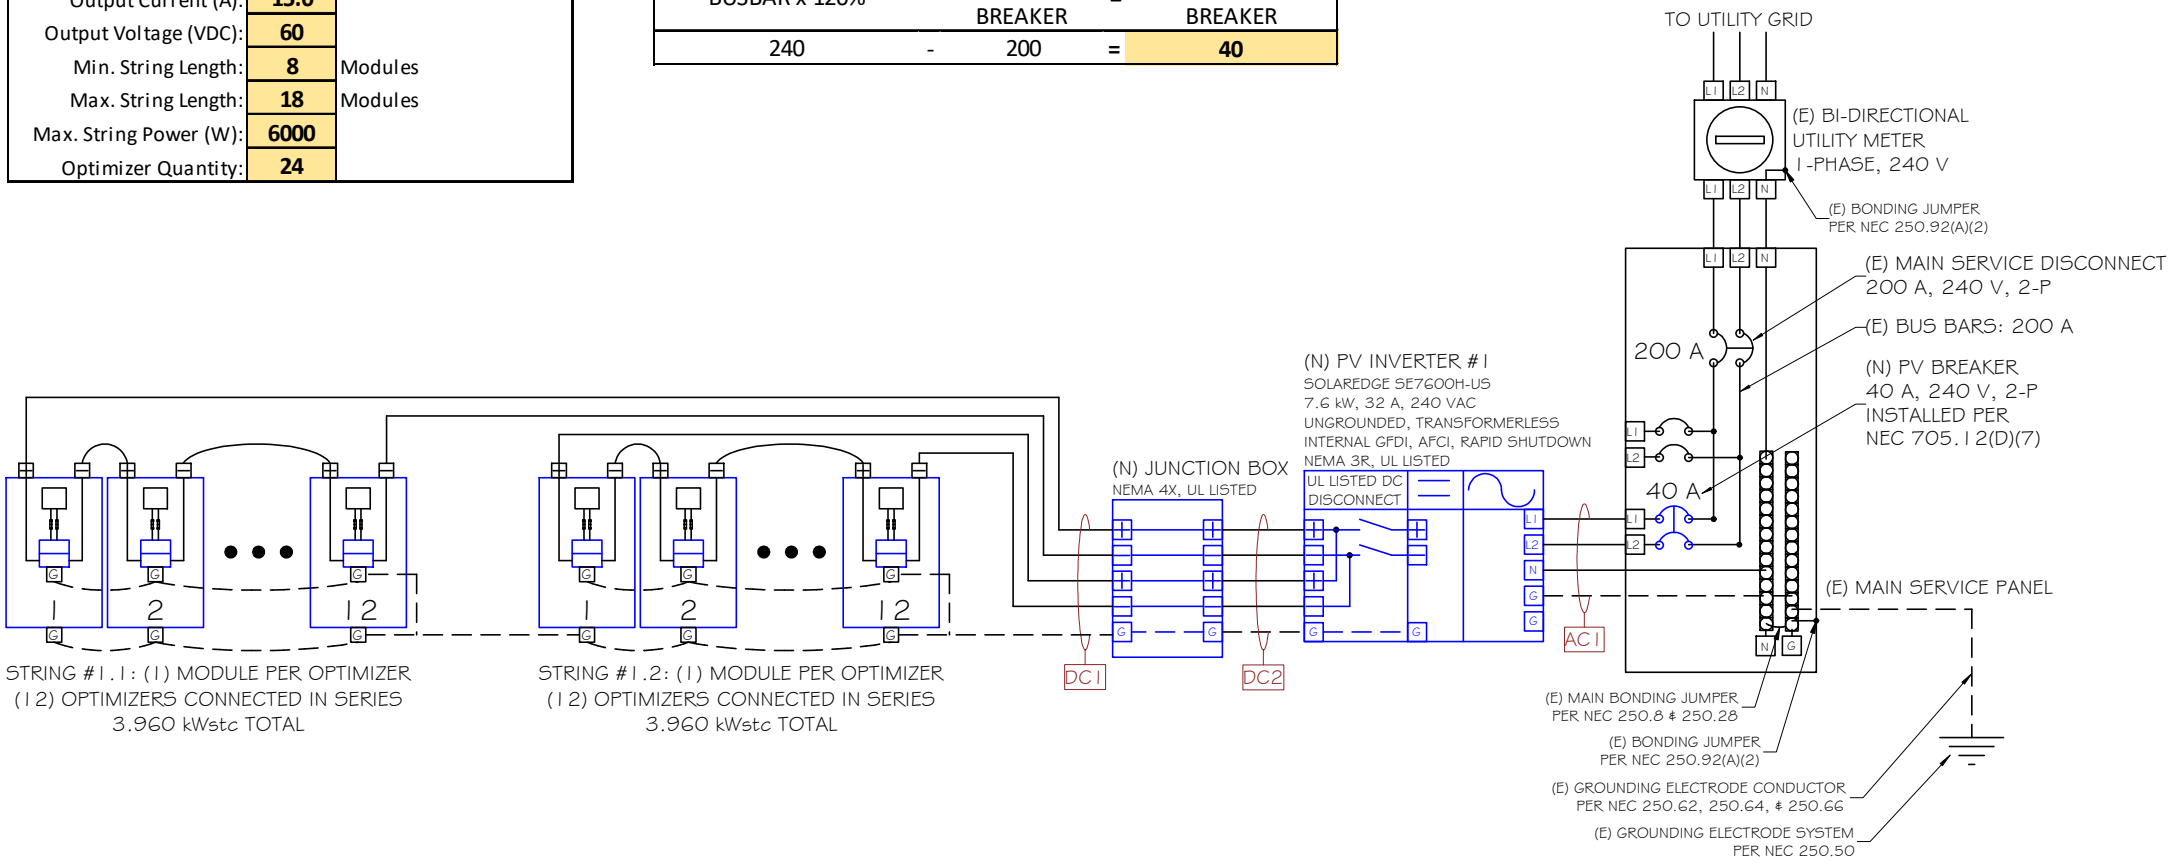 Output Current (A): 15.0
Output Voltage (VDC): 60
Min. String Length: 8 Modules
Max. String Length: 18 Modules
Max. String Power (W): 6000
Optimizer Quantity: 24
BUSBAR x 120% =
BREAKER BREAKER
240 - 200 = 40
TO UTILITY GRID
L1 L2 N
(E) BI-DIRECTIONAL
UTILITY METER
1-PHASE, 240 V
L1 L2 N
(E) BONDING JUMPER
PER NEC 250.92(A)(2)
L1 L2 N
(E) MAIN SERVICE DISCONNECT
200 A, 240 V, 2-P
(E) BUS BARS: 200 A
200 A
(N) PV BREAKER
40 A, 240 V, 2-P
INSTALLED PER
NEC 705.12(D)(7)
L1
L2
40 A
L1
L2
N G
(E) MAIN SERVICE PANEL
(N) PV INVERTER #1
SOLAREDGE SE7600H-US
7.6 kW, 32 A, 240 VAC
UNGROUNDED, TRANSFORMERLESS
INTERNAL GFDI, AFCI, RAPID SHUTDOWN
NEMA 3R, UL LISTED
UL LISTED DC
DISCONNECT
L1
L2
N
G
G
G G
(N) JUNCTION BOX
NEMA 4X, UL LISTED
G G
DC1
DC2
AC1
G G G
1 2 12
G G G
STRING #1.1: (1) MODULE PER OPTIMIZER
(12) OPTIMIZERS CONNECTED IN SERIES
3.960 kWstc TOTAL
G G G
1 2 12
G G G
STRING #1.2: (1) MODULE PER OPTIMIZER
(12) OPTIMIZERS CONNECTED IN SERIES
3.960 kWstc TOTAL
(E) MAIN BONDING JUMPER
PER NEC 250.8 & 250.28
(E) BONDING JUMPER
PER NEC 250.92(A)(2)
(E) GROUNDING ELECTRODE CONDUCTOR
PER NEC 250.62, 250.64, & 250.66
(E) GROUNDING ELECTRODE SYSTEM
PER NEC 250.50